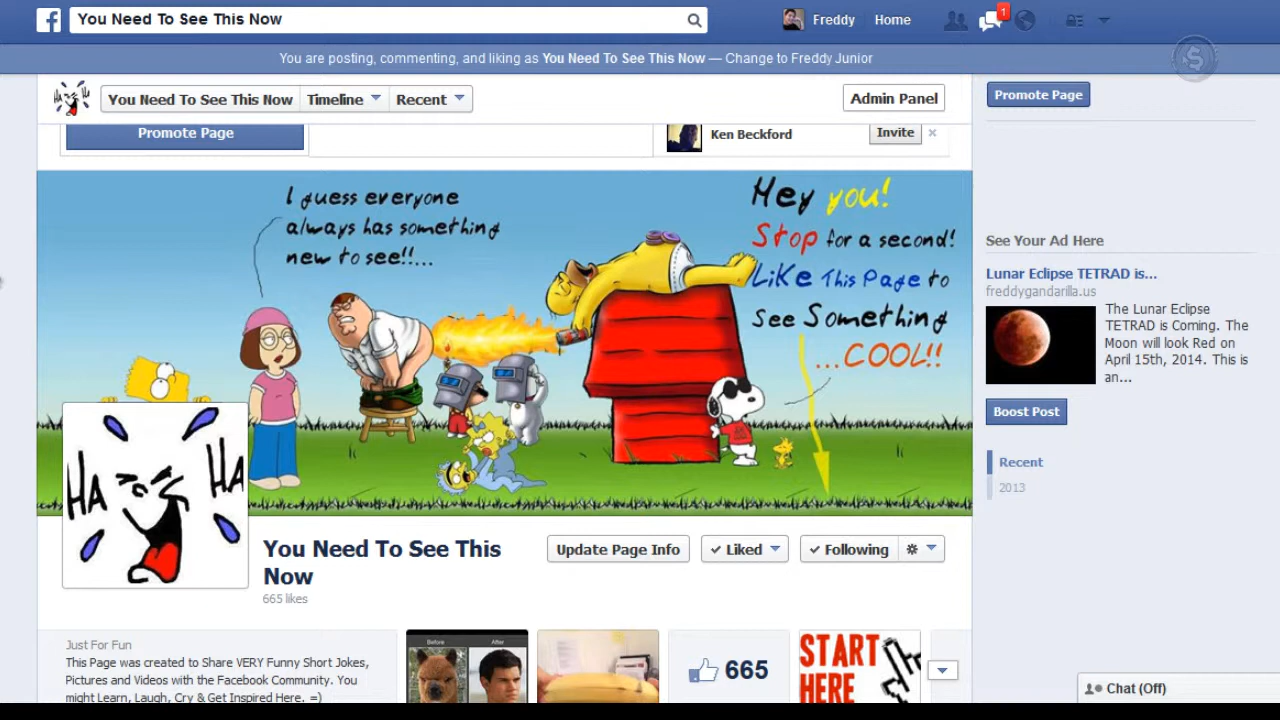 You Need To See This Now
Freddy
Home
1
You are posting, commenting, and liking as You Need To See This Now — Change to Freddy Junior
You Need To See This Now
Timeline
Recent
Admin Panel
Promote Page
Promote Page
Ken Beckford
Invite
I guess everyone
always has something
new to see!!...
Hey you!
Stop for a second!
Like This Page to
See Something
...COOL!!
HA
HA
See Your Ad Here
Lunar Eclipse TETRAD is...
freddygandarilla.us
The Lunar Eclipse
TETRAD is Coming. The
Moon will look Red on
April 15th, 2014. This is
an...
Boost Post
Recent
2013
You Need To See This
Now
665 likes
Update Page Info
Liked
Following
Just For Fun
This Page was created to Share VERY Funny Short Jokes,
Pictures and Videos with the Facebook Community. You
might Learn, Laugh, Cry & Get Inspired Here. =)
Before
After
665
START
HERE
Chat (Off)